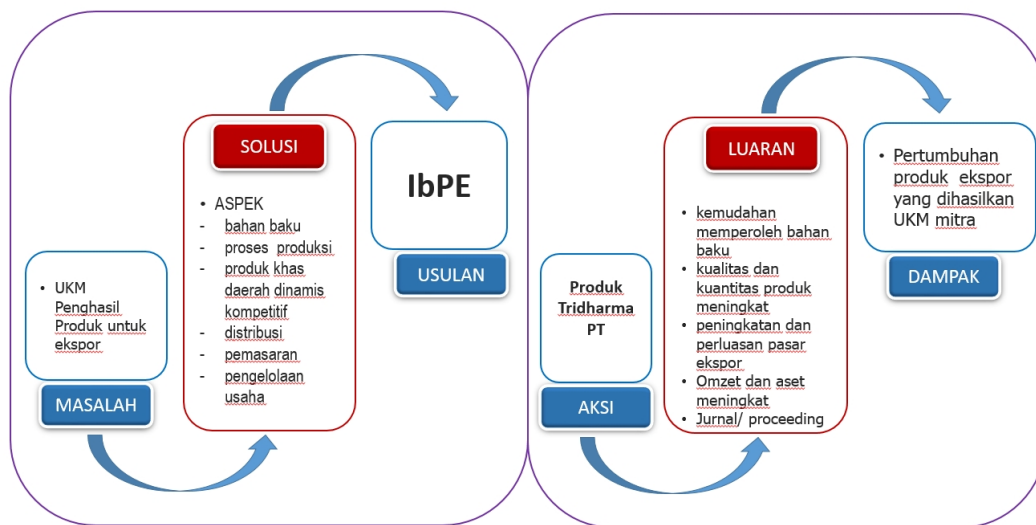 • UKM
Penghasil
Produk untuk
ekspor
MASALAH
SOLUSI
• ASPEK
- bahan baku
- proses produksi
- produk khas
daerah dinamis
kompetitif
- distribusi
- pemasaran
- pengelolaan
usaha
IbPE
USULAN
Produk
Tridharma
PT
AKSI
LUARAN
• kemudahan
memperoleh bahan
baku
• kualitas dan
kuantitas produk
meningkat
• peningkatan dan
perluasan pasar
ekspor
• Omzet dan aset
meningkat
• Jurnal/ proceeding
• Pertumbuhan
produk ekspor
yang dihasilkan
UKM mitra
DAMPAK